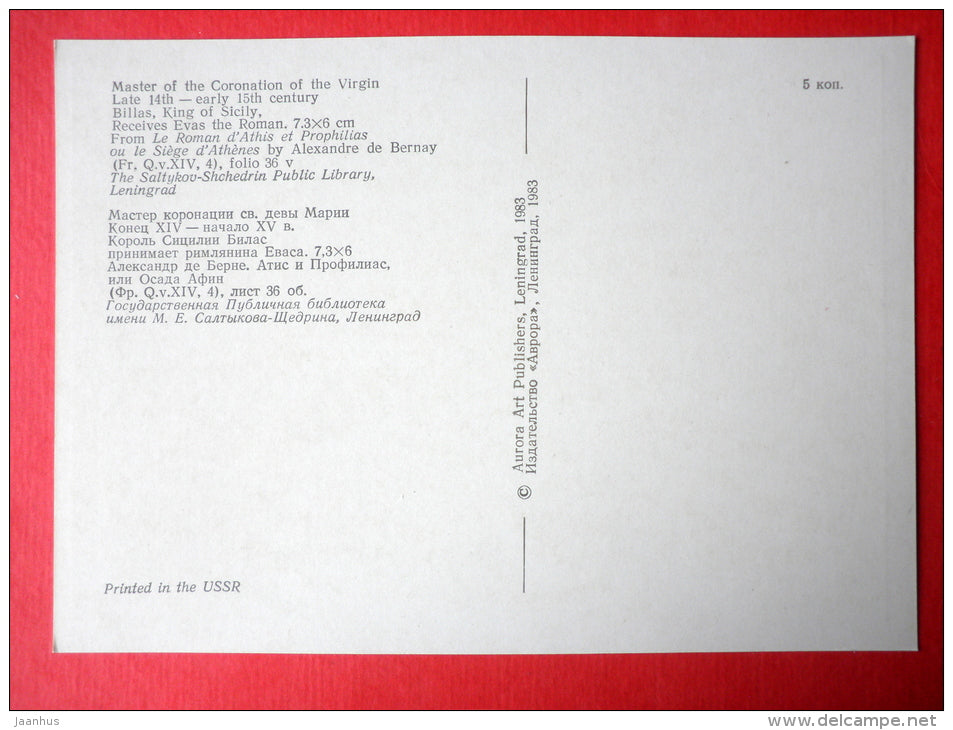 Master of the Coronation of the Virgin
Late 14th — early 15th century
Billas, King of Sicily,
Receives Evas the Roman. 7.3×6 cm
From Le Roman d'Athis et Prophilias
ou le Siège d'Athènes by Alexandre de Bernay
(Fr. Q.v.XIV, 4), folio 36 v
The Saltykov-Shchedrin Public Library,
Leningrad
Мастер коронации св. девы Марии
Конец XIV — начало XV в.
Король Сицилии Билас
принимает римлянина Еваса. 7,3×6
Александр де Берне. Атис и Профилиас,
или Осада Афин
(Фр. Q.v.XIV, 4), лист 36 об.
Государственная Публичная библиотека
имени М. Е. Салтыкова-Щедрина, Ленинград
Printed in the USSR
© Aurora Art Publishers, Leningrad, 1983
Издательство «Аврора», Ленинград, 1983
5 коп.
Jaanhus
www.delcampe.net